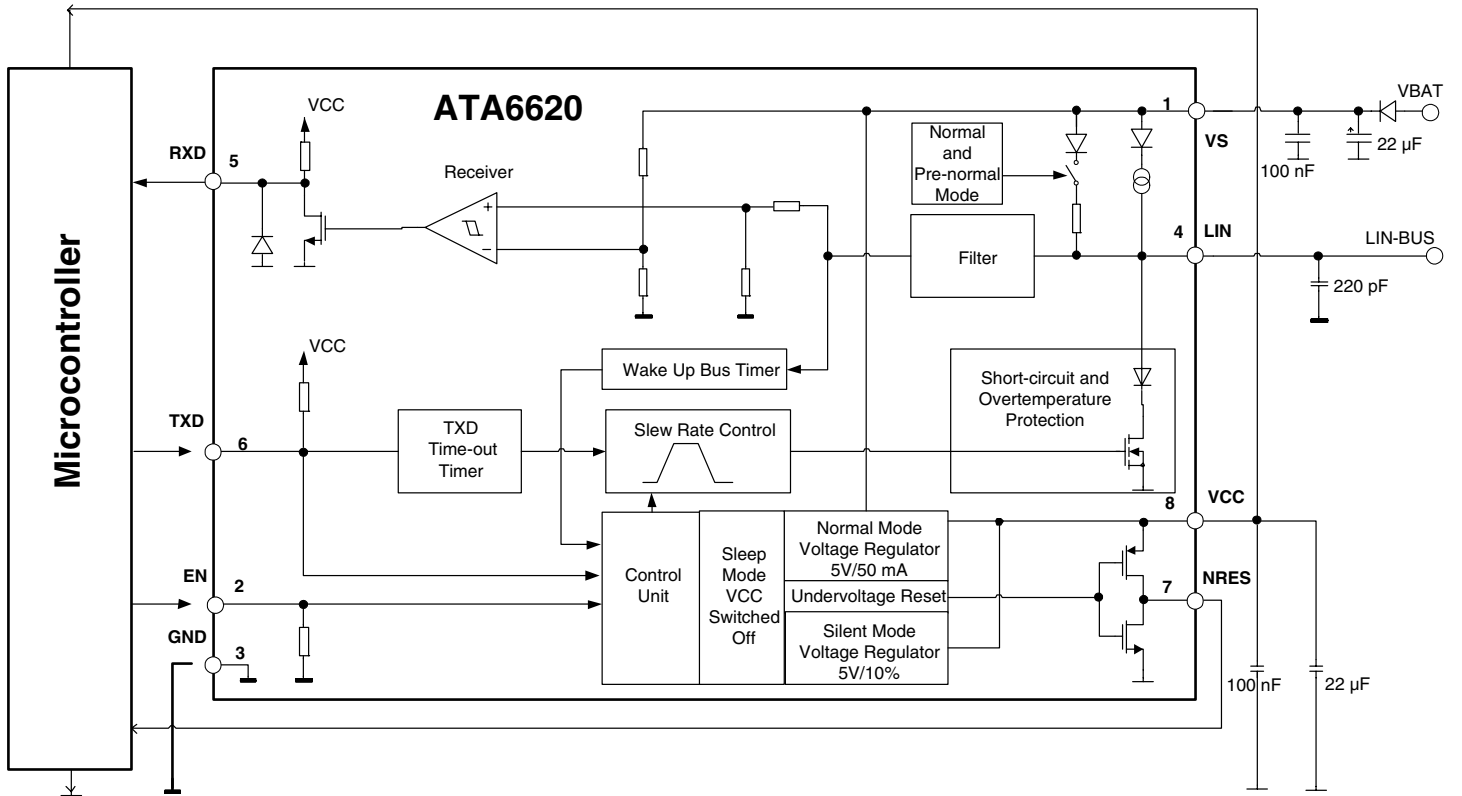 ATA6620
Microcontroller
VCC
RXD
5
Receiver
+
−
Normal
and
Pre-normal
Mode
1
VS
VBAT
100 nF
22 µF
Filter
4
LIN
LIN-BUS
220 pF
VCC
Wake Up Bus Timer
TXD
6
TXD
Time-out
Timer
Slew Rate Control
Short-circuit and
Overtemperature
Protection
8
VCC
EN
2
GND
3
Control
Unit
Sleep
Mode
VCC
Switched
Off
Normal Mode
Voltage Regulator
5V/50 mA
Undervoltage Reset
Silent Mode
Voltage Regulator
5V/10%
7
NRES
100 nF
22 µF